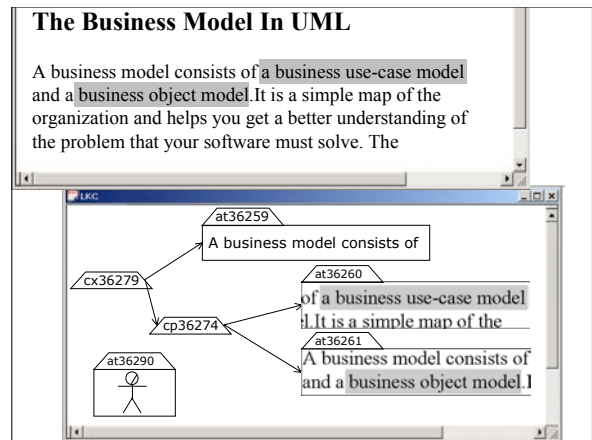 The Business Model In UML
A business model consists of a business use-case model
and a business object model.It is a simple map of the
organization and helps you get a better understanding of
the problem that your software must solve. The
LKC
at36259
A business model consists of
cx36279
at36260
of a business use-case model
l.It is a simple map of the
cp36274
at36261
A business model consists of
and a business object model.I
at36290